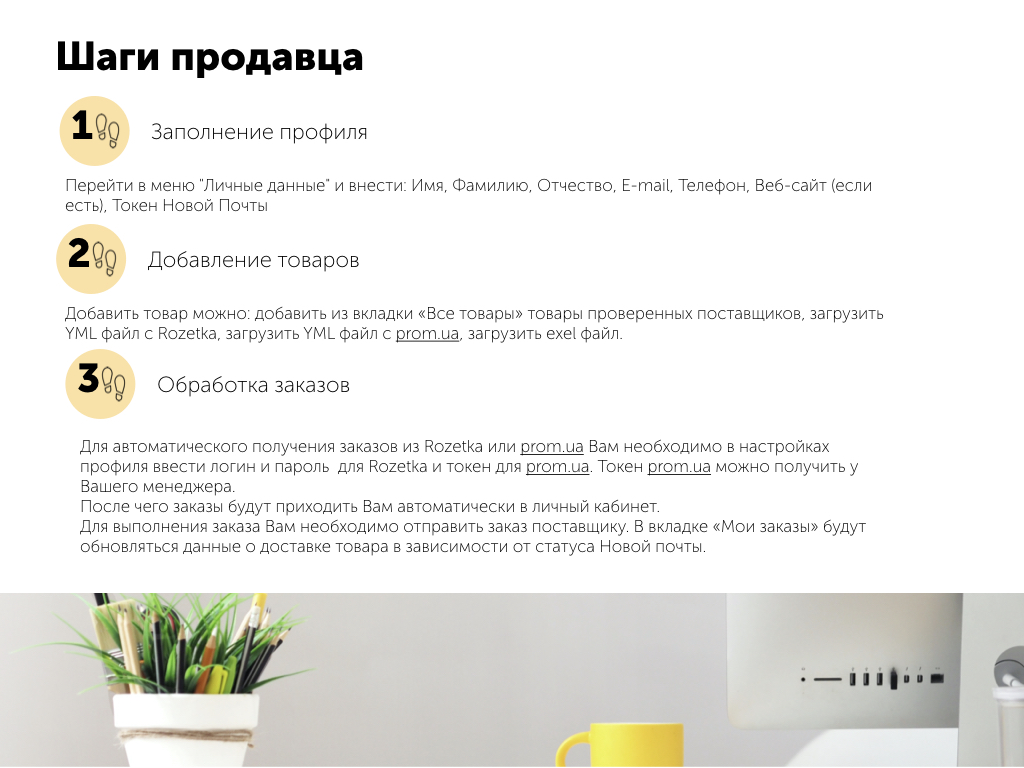 Шаги продавца
1 Заполнение профиля
Перейти в меню "Личные данные" и внести: Имя, Фамилию, Отчество, E-mail, Телефон, Веб-сайт (если
есть), Токен Новой Почты
2 Добавление товаров
Добавить товар можно: добавить из вкладки «Все товары» товары проверенных поставщиков, загрузить
YML файл с Rozetka, загрузить YML файл с prom.ua, загрузить exel файл.
3 Обработка заказов
Для автоматического получения заказов из Rozetka или prom.ua Вам необходимо в настройках
профиля ввести логин и пароль  для Rozetka и токен для prom.ua. Токен prom.ua можно получить у
Вашего менеджера.
После чего заказы будут приходить Вам автоматически в личный кабинет.
Для выполнения заказа Вам необходимо отправить заказ поставщику. В вкладке «Мои заказы» будут
обновляться данные о доставке товара в зависимости от статуса Новой почты.